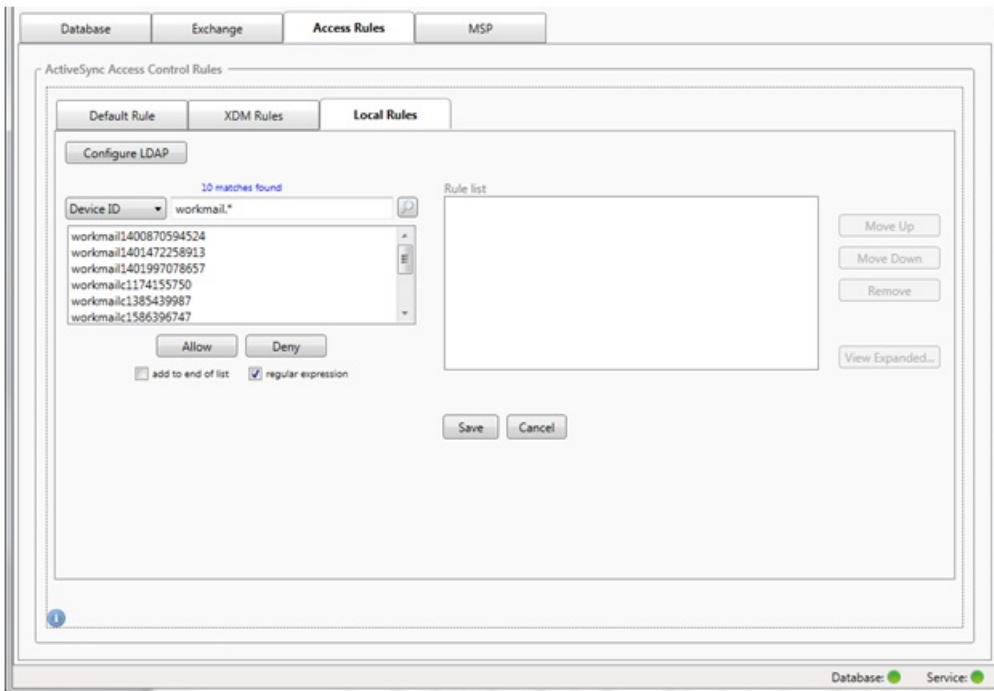 Database Exchange Access Rules MSP
ActiveSync Access Control Rules
Default Rule XDM Rules Local Rules
Configure LDAP
10 matches found
Rule list
Device ID workmail.*
workmail1400870594524
workmail1401472258913
workmail1401997078657
workmailc1174155750
workmailc1385439987
workmailc1586396747
Move Up
Move Down
Remove
View Expanded...
Allow Deny
add to end of list regular expression
Save Cancel
Database: Service: